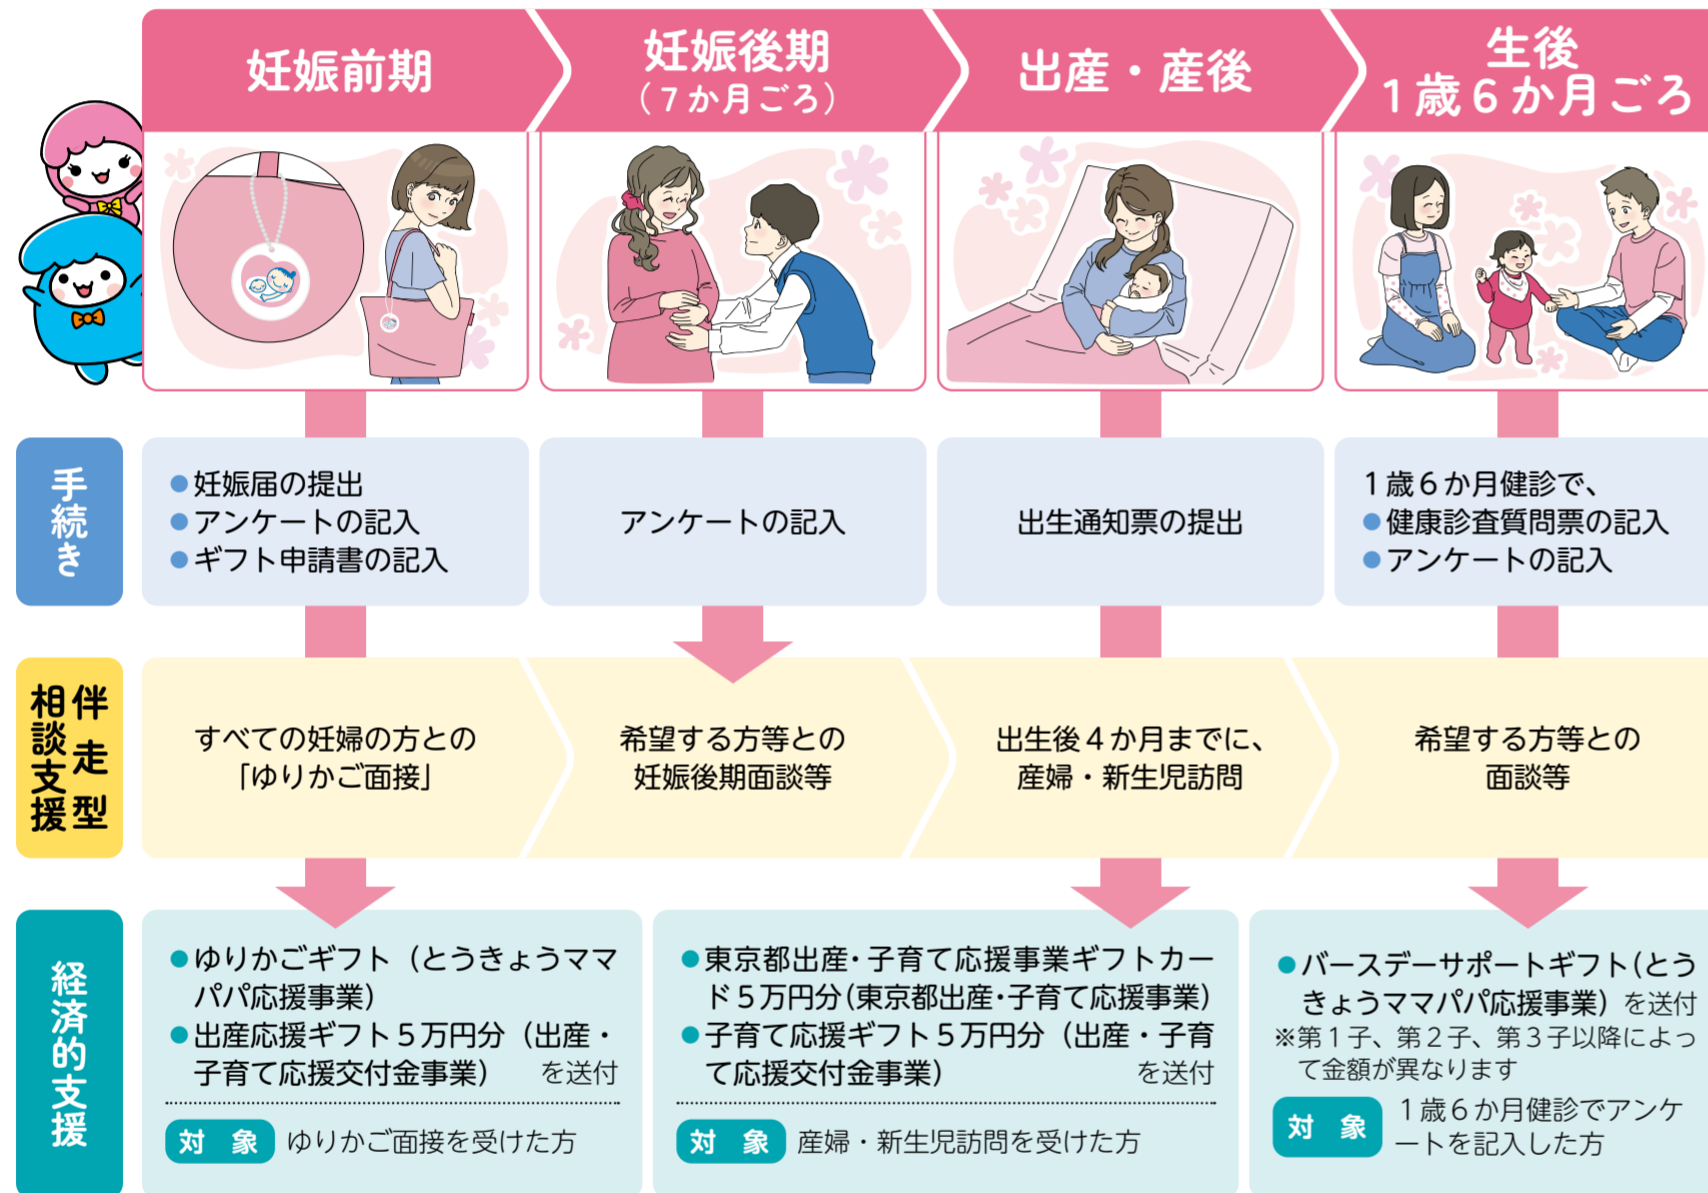 妊娠前期
妊娠後期
(7か月ごろ)
出産・産後
生後
1歳6か月ごろ
手続き
●妊娠届の提出
●アンケートの記入
●ギフト申請書の記入
アンケートの記入
出生通知票の提出
1歳6か月健診で、
●健康診査質問票の記入
●アンケートの記入
伴走型
相談支援
すべての妊婦の方との
「ゆりかご面接」
希望する方等との
妊娠後期面談等
出生後4か月までに、
産婦・新生児訪問
希望する方等との
面談等
経済的支援
●ゆりかごギフト(とうきょうママ
パパ応援事業)
●出産応援ギフト5万円分(出産・
子育て応援交付金事業) を送付
対 象 ゆりかご面接を受けた方
●東京都出産・子育て応援事業ギフトカー
ド5万円分(東京都出産・子育て応援事業)
●子育て応援ギフト5万円分(出産・子育
て応援交付金事業) を送付
対 象 産婦・新生児訪問を受けた方
●バースデーサポートギフト(とう
きょうママパパ応援事業) を送付
※第1子、第2子、第3子以降によっ
て金額が異なります
対 象 1歳6か月健診でアンケ
ートを記入した方